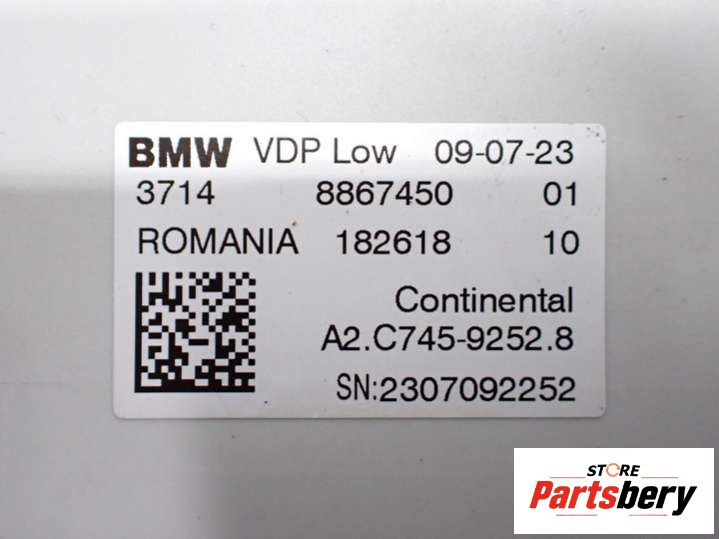 BMW VDP Low 09-07-23
3714 8867450 01
ROMANIA 182618 10
Continental
A2.C745-9252.8
SN:2307092252
STORE
Partsbery